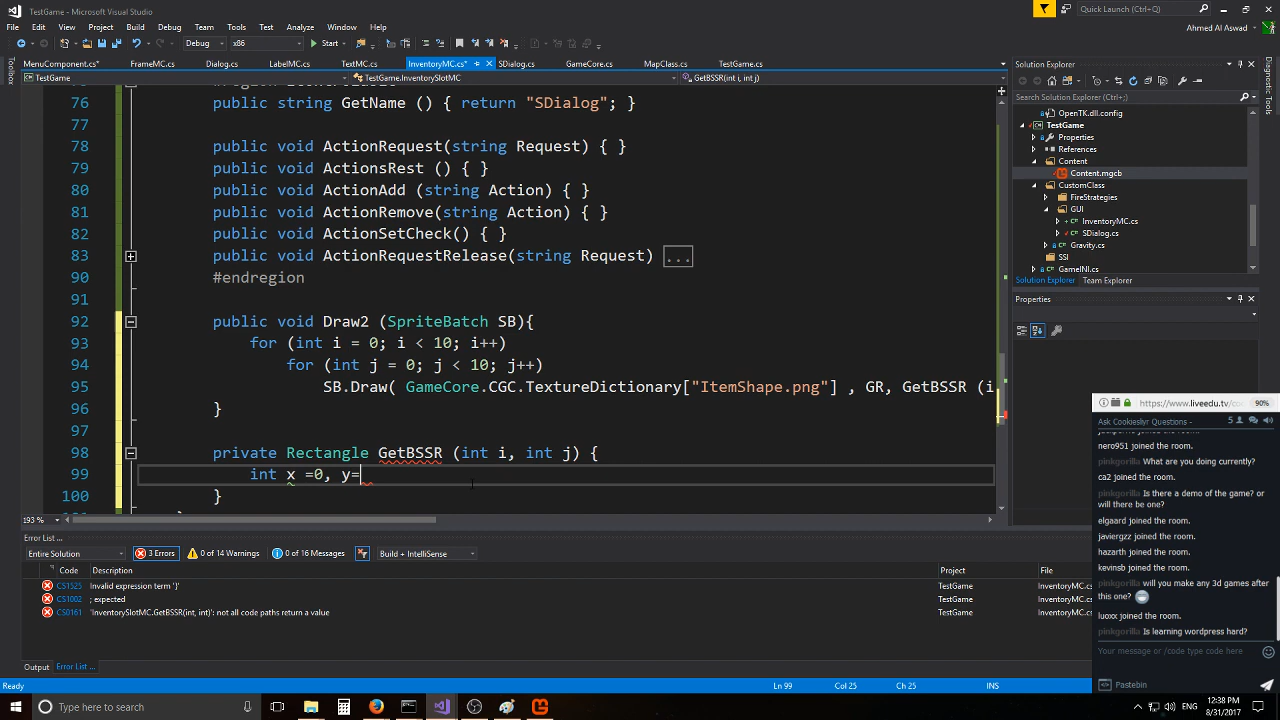 TestGame - Microsoft Visual Studio
Quick Launch (Ctrl+Q)
File Edit View Project Build Debug Team Tools Test Analyze Window Help
Ahmed Al Aswad
Debug x86 Start
MenuComponent.cs* FrameMC.cs Dialog.cs LabelMC.cs TextMC.cs InventoryMC.cs* SDialog.cs GameCore.cs MapClass.cs TestGame.cs
TestGame TestGame.InventorySlotMC GetBSSR(int i, int j)
Toolbox
76 public string GetName () { return "SDialog"; }
77
78 public void ActionRequest(string Request) { }
79 public void ActionsRest () { }
80 public void ActionAdd (string Action) { }
81 public void ActionRemove(string Action) { }
82 public void ActionSetCheck() { }
83 public void ActionRequestRelease(string Request) ...
90 #endregion
91
92 public void Draw2 (SpriteBatch SB){
93 for (int i = 0; i < 10; i++)
94 for (int j = 0; j < 10; j++)
95 SB.Draw( GameCore.CGC.TextureDictionary["ItemShape.png"] , GR, GetBSSR (i
96 }
97
98 private Rectangle GetBSSR (int i, int j) {
99 int x =0, y=
100 }
193 %
Error List
Entire Solution 3 Errors 0 of 14 Warnings 0 of 16 Messages Build + IntelliSense
Code Description Project File
CS1525 Invalid expression term '}' TestGame InventoryMC.cs
CS1002 ; expected TestGame InventoryMC.cs
CS0161 'InventorySlotMC.GetBSSR(int, int)': not all code paths return a value TestGame InventoryMC.cs
Output Error List ...
Ready Ln 99 Col 25 Ch 25 INS
Solution Explorer
Search Solution Explorer (Ctrl+;)
OpenTK.dll.config
TestGame
Properties
References
Content
Content.mgcb
CustomClass
FireStrategies
GUI
InventoryMC.cs
SDialog.cs
Gravity.cs
SSI
GameINI.cs
Solution Explorer Team Explorer
Properties
Diagnostic Tools
https://www.liveedu.tv/co 90%
Ask Cookiesliyr Questions - 5
nero951 joined the room.
pinkgorilla What are you doing currently?
ca2 joined the room.
pinkgorilla Is there a demo of the game? or
will there be one?
elgaard joined the room.
javiergzz joined the room.
hazarth joined the room.
kevinsb joined the room.
pinkgorilla will you make any 3d games after
this one?
luoxx joined the room.
pinkgorilla Is learning wordpress hard?
Your message / code type code here
Pastebin
Type here to search
12:38 PM
8/31/2017